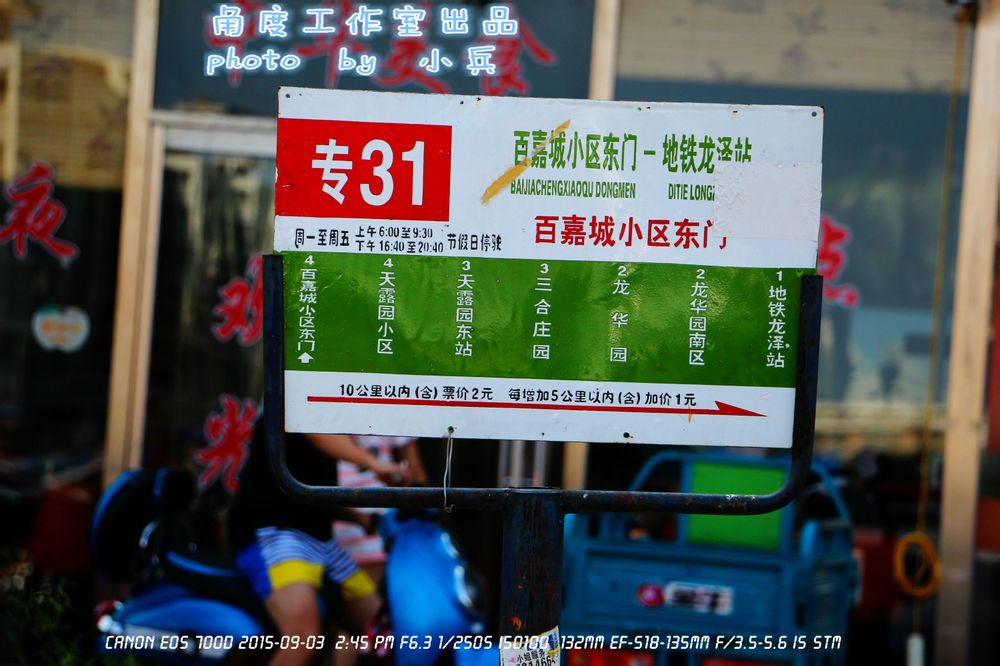 角度工作室出品
photo by 小兵
专31
百嘉城小区东门 - 地铁龙泽站
BAIJIACHENGXIAOQU DONGMEN DITIE LONGZ
百嘉城小区东门
周一至周五 上午6:00至9:30
下午16:40至20:40 节假日停驶
4 百嘉城小区东门
4 天露园小区
3 天露园东站
3 三合庄园
2 龙华园
2 龙华园南区
1 地铁龙泽站
10公里以内(含)票价2元 每增加5公里以内(含)加价1元
夜
观
光
点
CANON EOS 700D 2015-09-03 2:45 PM F6.3 1/250S ISO100 132MM EF-S18-135MM F/3.5-5.6 IS STM